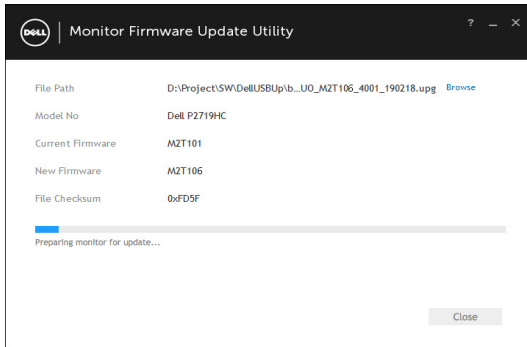 DELL Monitor Firmware Update Utility ? _ ×
File Path D:\Project\SW\DellUSBUp\b...UO_M2T106_4001_190218.upg Browse
Model No Dell P2719HC
Current Firmware M2T101
New Firmware M2T106
File Checksum 0xFD5F
Preparing monitor for update...
Close